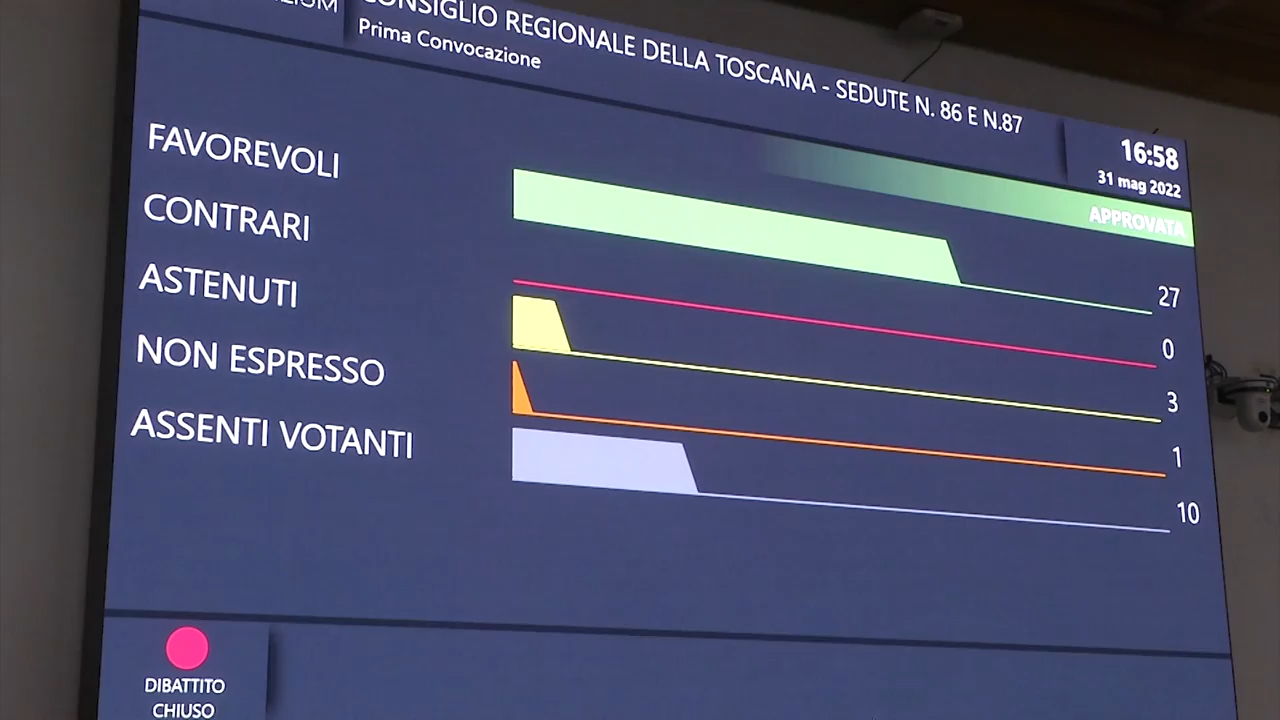 CONSIGLIO REGIONALE DELLA TOSCANA - SEDUTE N. 86 E N.87
Prima Convocazione
16:58
31 mag 2022
APPROVATA
FAVOREVOLI
27
CONTRARI
0
ASTENUTI
3
NON ESPRESSO
1
ASSENTI VOTANTI
10
DIBATTITO
CHIUSO